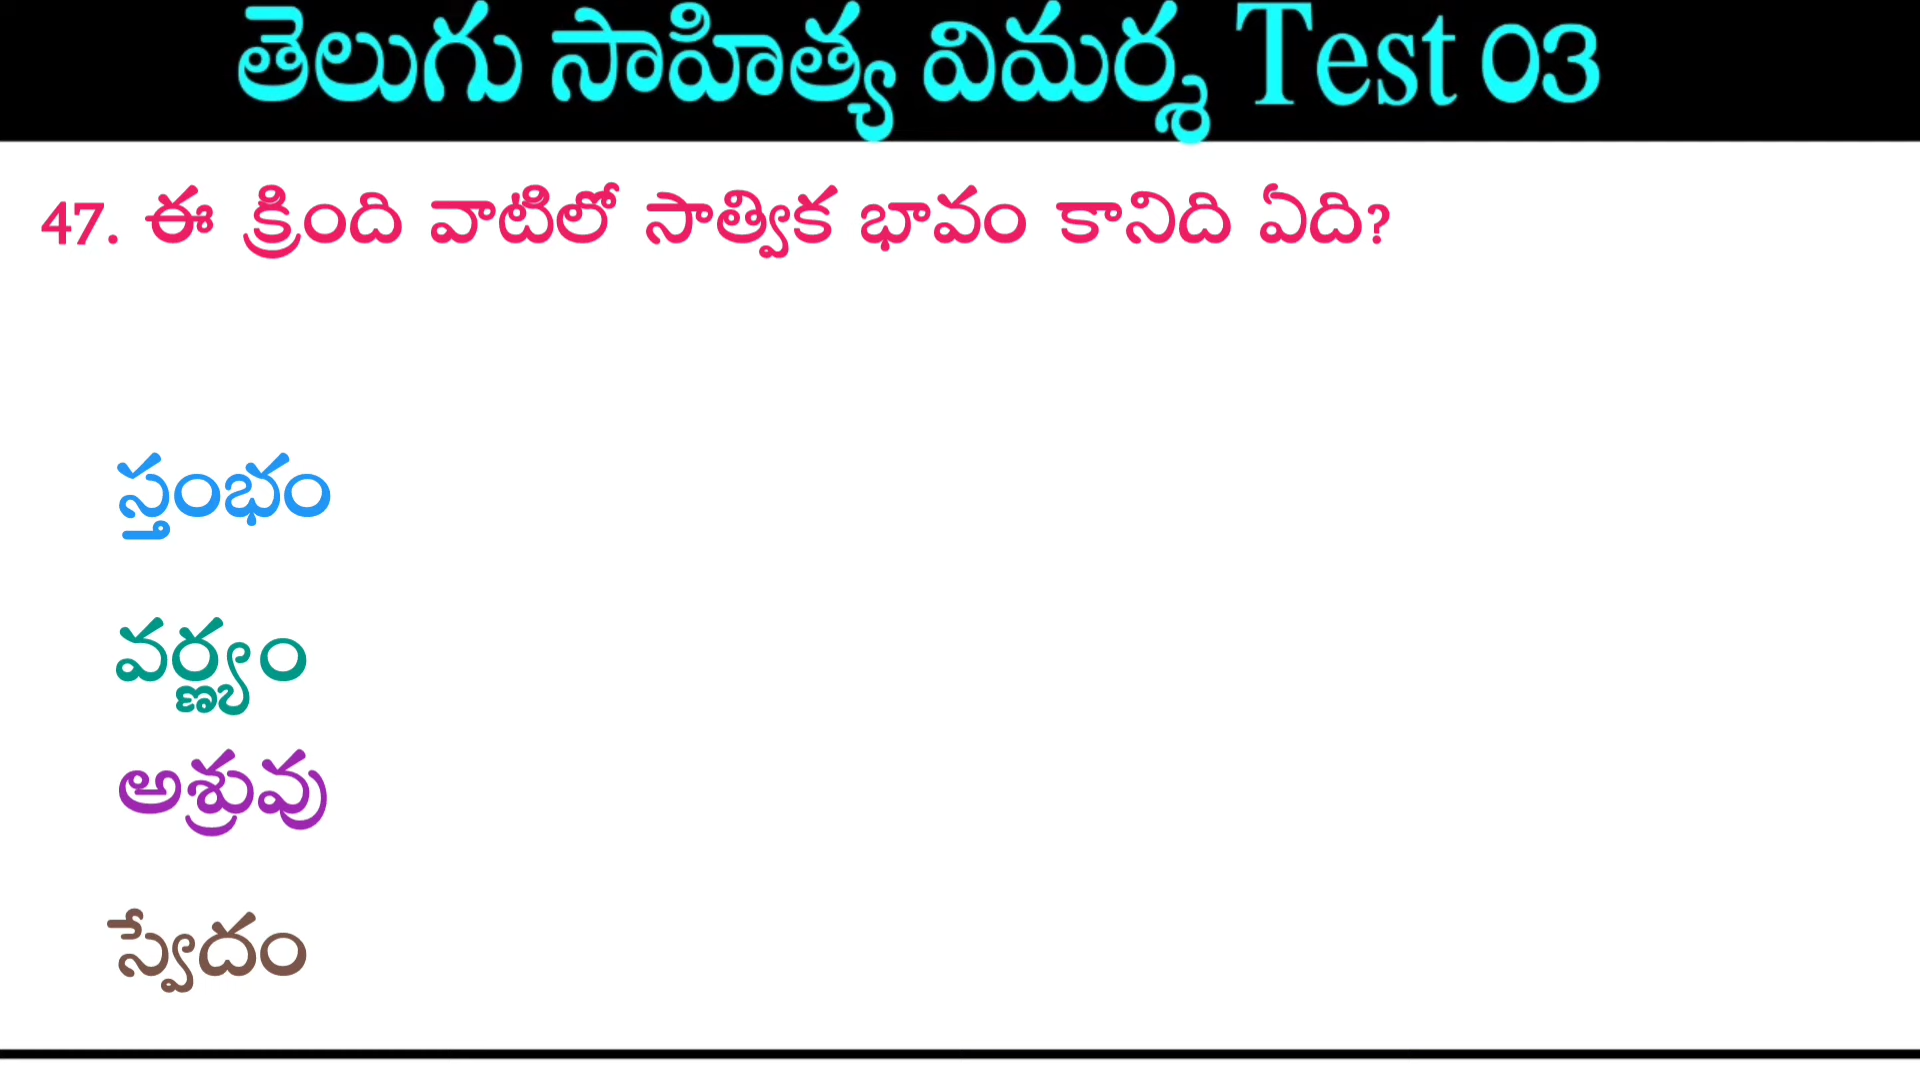 తెలుగు సాహిత్య విమర్శ Test 03
47. ఈ క్రింది వాటిలో సాత్విక భావం కానిది ఏది?
స్తంభం
వర్ణ్యం
అశ్రువు
స్వేదం